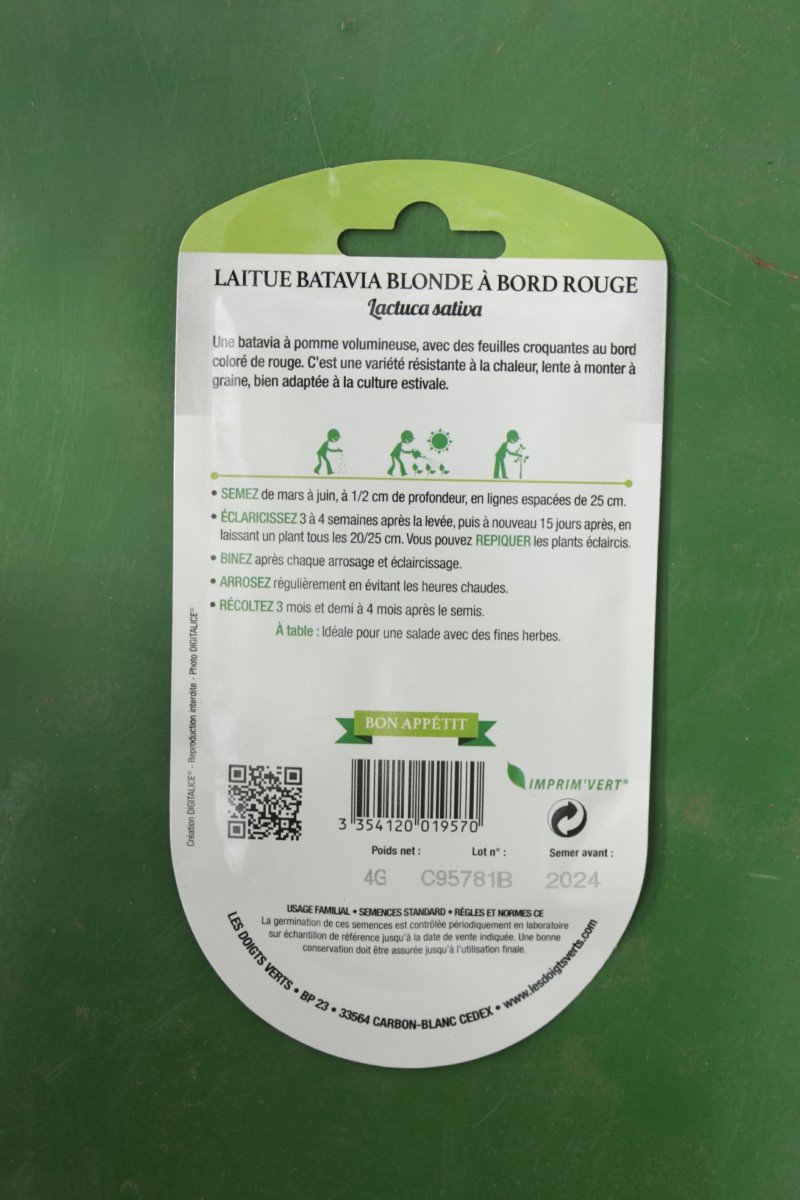 LAITUE BATAVIA BLONDE À BORD ROUGE
Lactuca sativa
Une batavia à pomme volumineuse, avec des feuilles croquantes au bord
coloré de rouge. C'est une variété résistante à la chaleur, lente à monter à
graine, bien adaptée à la culture estivale.
• SEMEZ de mars à juin, à 1/2 cm de profondeur, en lignes espacées de 25 cm.
• ÉCLARICISSEZ 3 à 4 semaines après la levée, puis à nouveau 15 jours après, en
laissant un plant tous les 20/25 cm. Vous pouvez REPIQUER les plants éclaircis.
• BINEZ après chaque arrosage et éclaircissage.
• ARROSEZ régulièrement en évitant les heures chaudes.
• RÉCOLTEZ 3 mois et demi à 4 mois après le semis.
À table : Idéale pour une salade avec des fines herbes.
Création DIGITALICE® - Reproduction interdite - Photo DIGITALICE®
BON APPÉTIT
IMPRIM'VERT®
3 354120 019570
Poids net : Lot n° : Semer avant :
4G C95781B 2024
USAGE FAMILIAL • SEMENCES STANDARD • RÈGLES ET NORMES CE
La germination de ces semences est contrôlée périodiquement en laboratoire
sur échantillon de référence jusqu'à la date de vente indiquée. Une bonne
conservation doit être assurée jusqu'à l'utilisation finale.
LES DOIGTS VERTS • BP 23 • 33564 CARBON-BLANC CEDEX • www.lesdoigtsverts.com